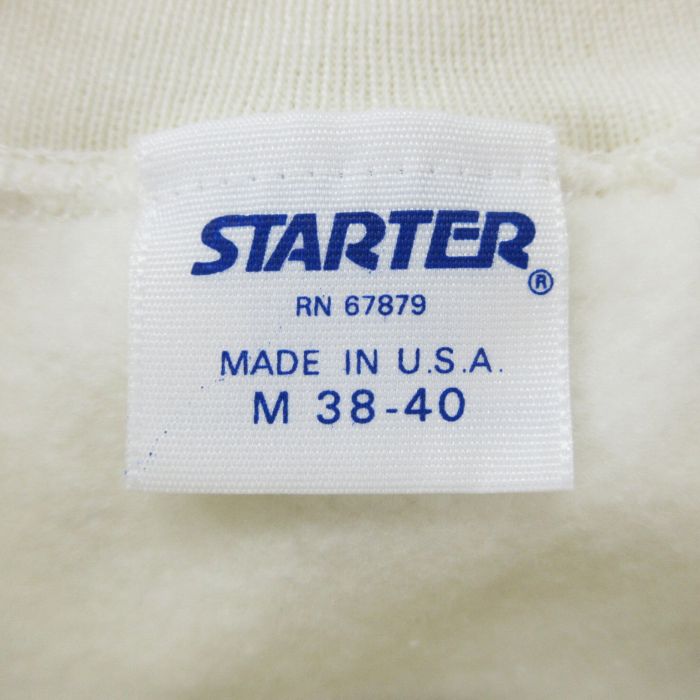 STARTER®
RN 67879
MADE IN U.S.A.
M 38-40